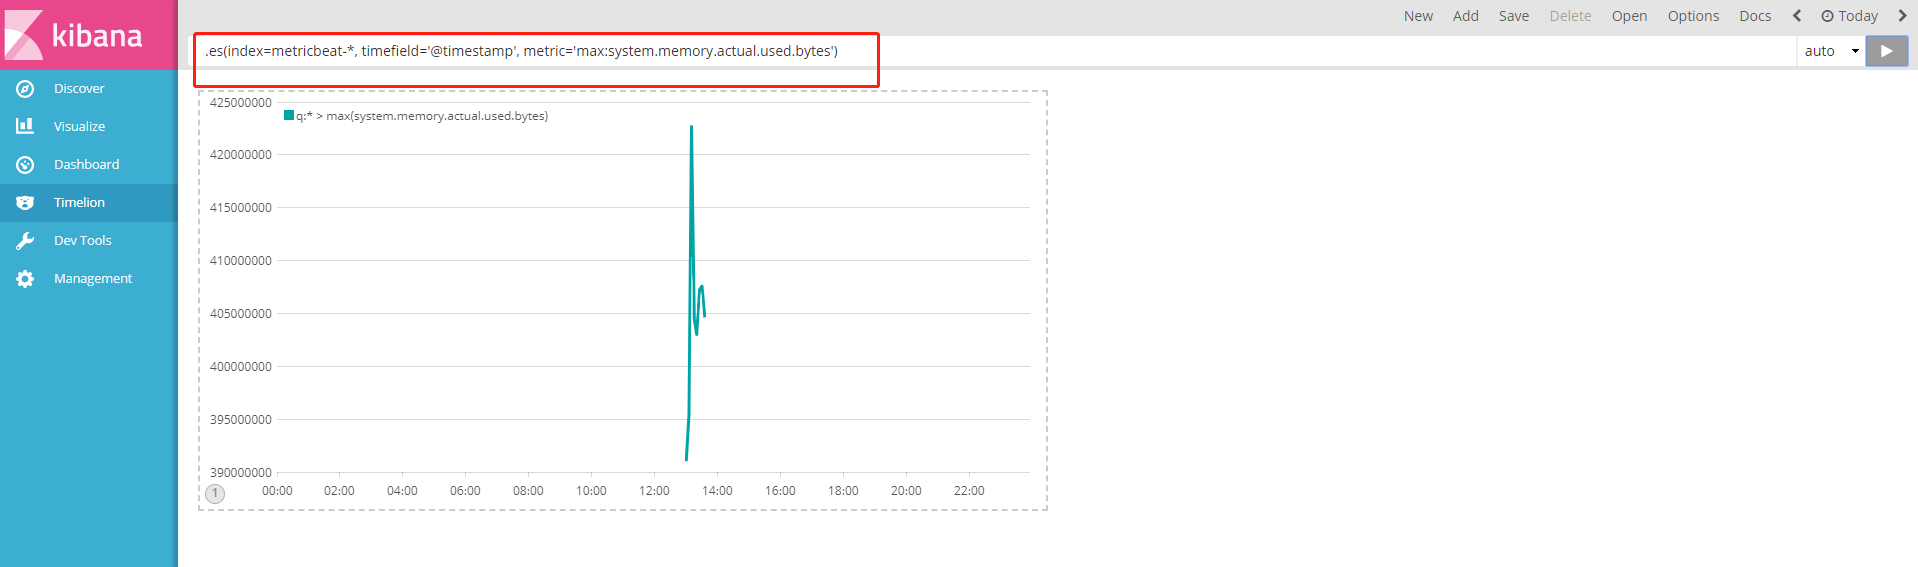 kibana
New Add Save Delete Open Options Docs Today
.es(index=metricbeat-*, timefield='@timestamp', metric='max:system.memory.actual.used.bytes')
auto
Discover
Visualize
Dashboard
Timelion
Dev Tools
Management
q:* > max(system.memory.actual.used.bytes)
425000000
420000000
415000000
410000000
405000000
400000000
395000000
390000000
00:00 02:00 04:00 06:00 08:00 10:00 12:00 14:00 16:00 18:00 20:00 22:00
1